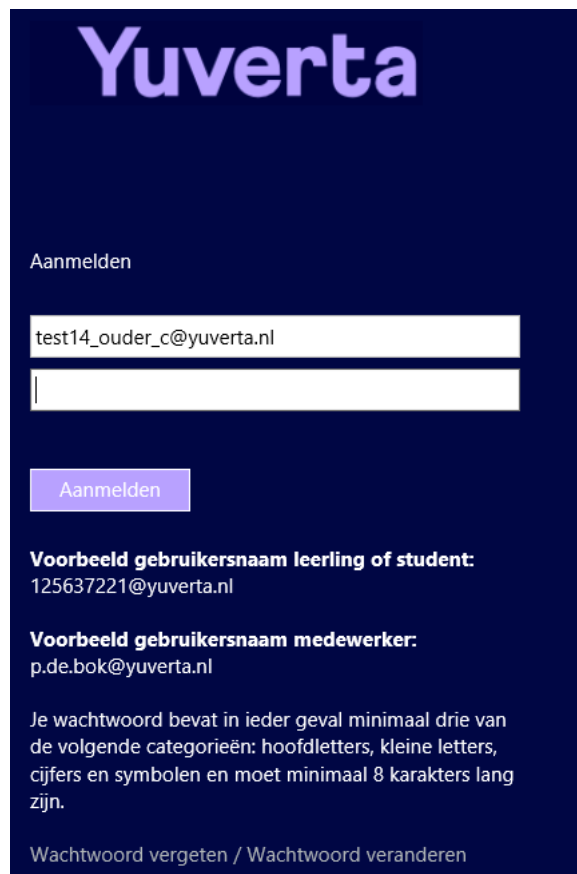 Yuverta
Aanmelden
test14_ouder_c@yuverta.nl
Aanmelden
Voorbeeld gebruikersnaam leerling of student:
125637221@yuverta.nl
Voorbeeld gebruikersnaam medewerker:
p.de.bok@yuverta.nl
Je wachtwoord bevat in ieder geval minimaal drie van
de volgende categorieën: hoofdletters, kleine letters,
cijfers en symbolen en moet minimaal 8 karakters lang
zijn.
Wachtwoord vergeten / Wachtwoord veranderen